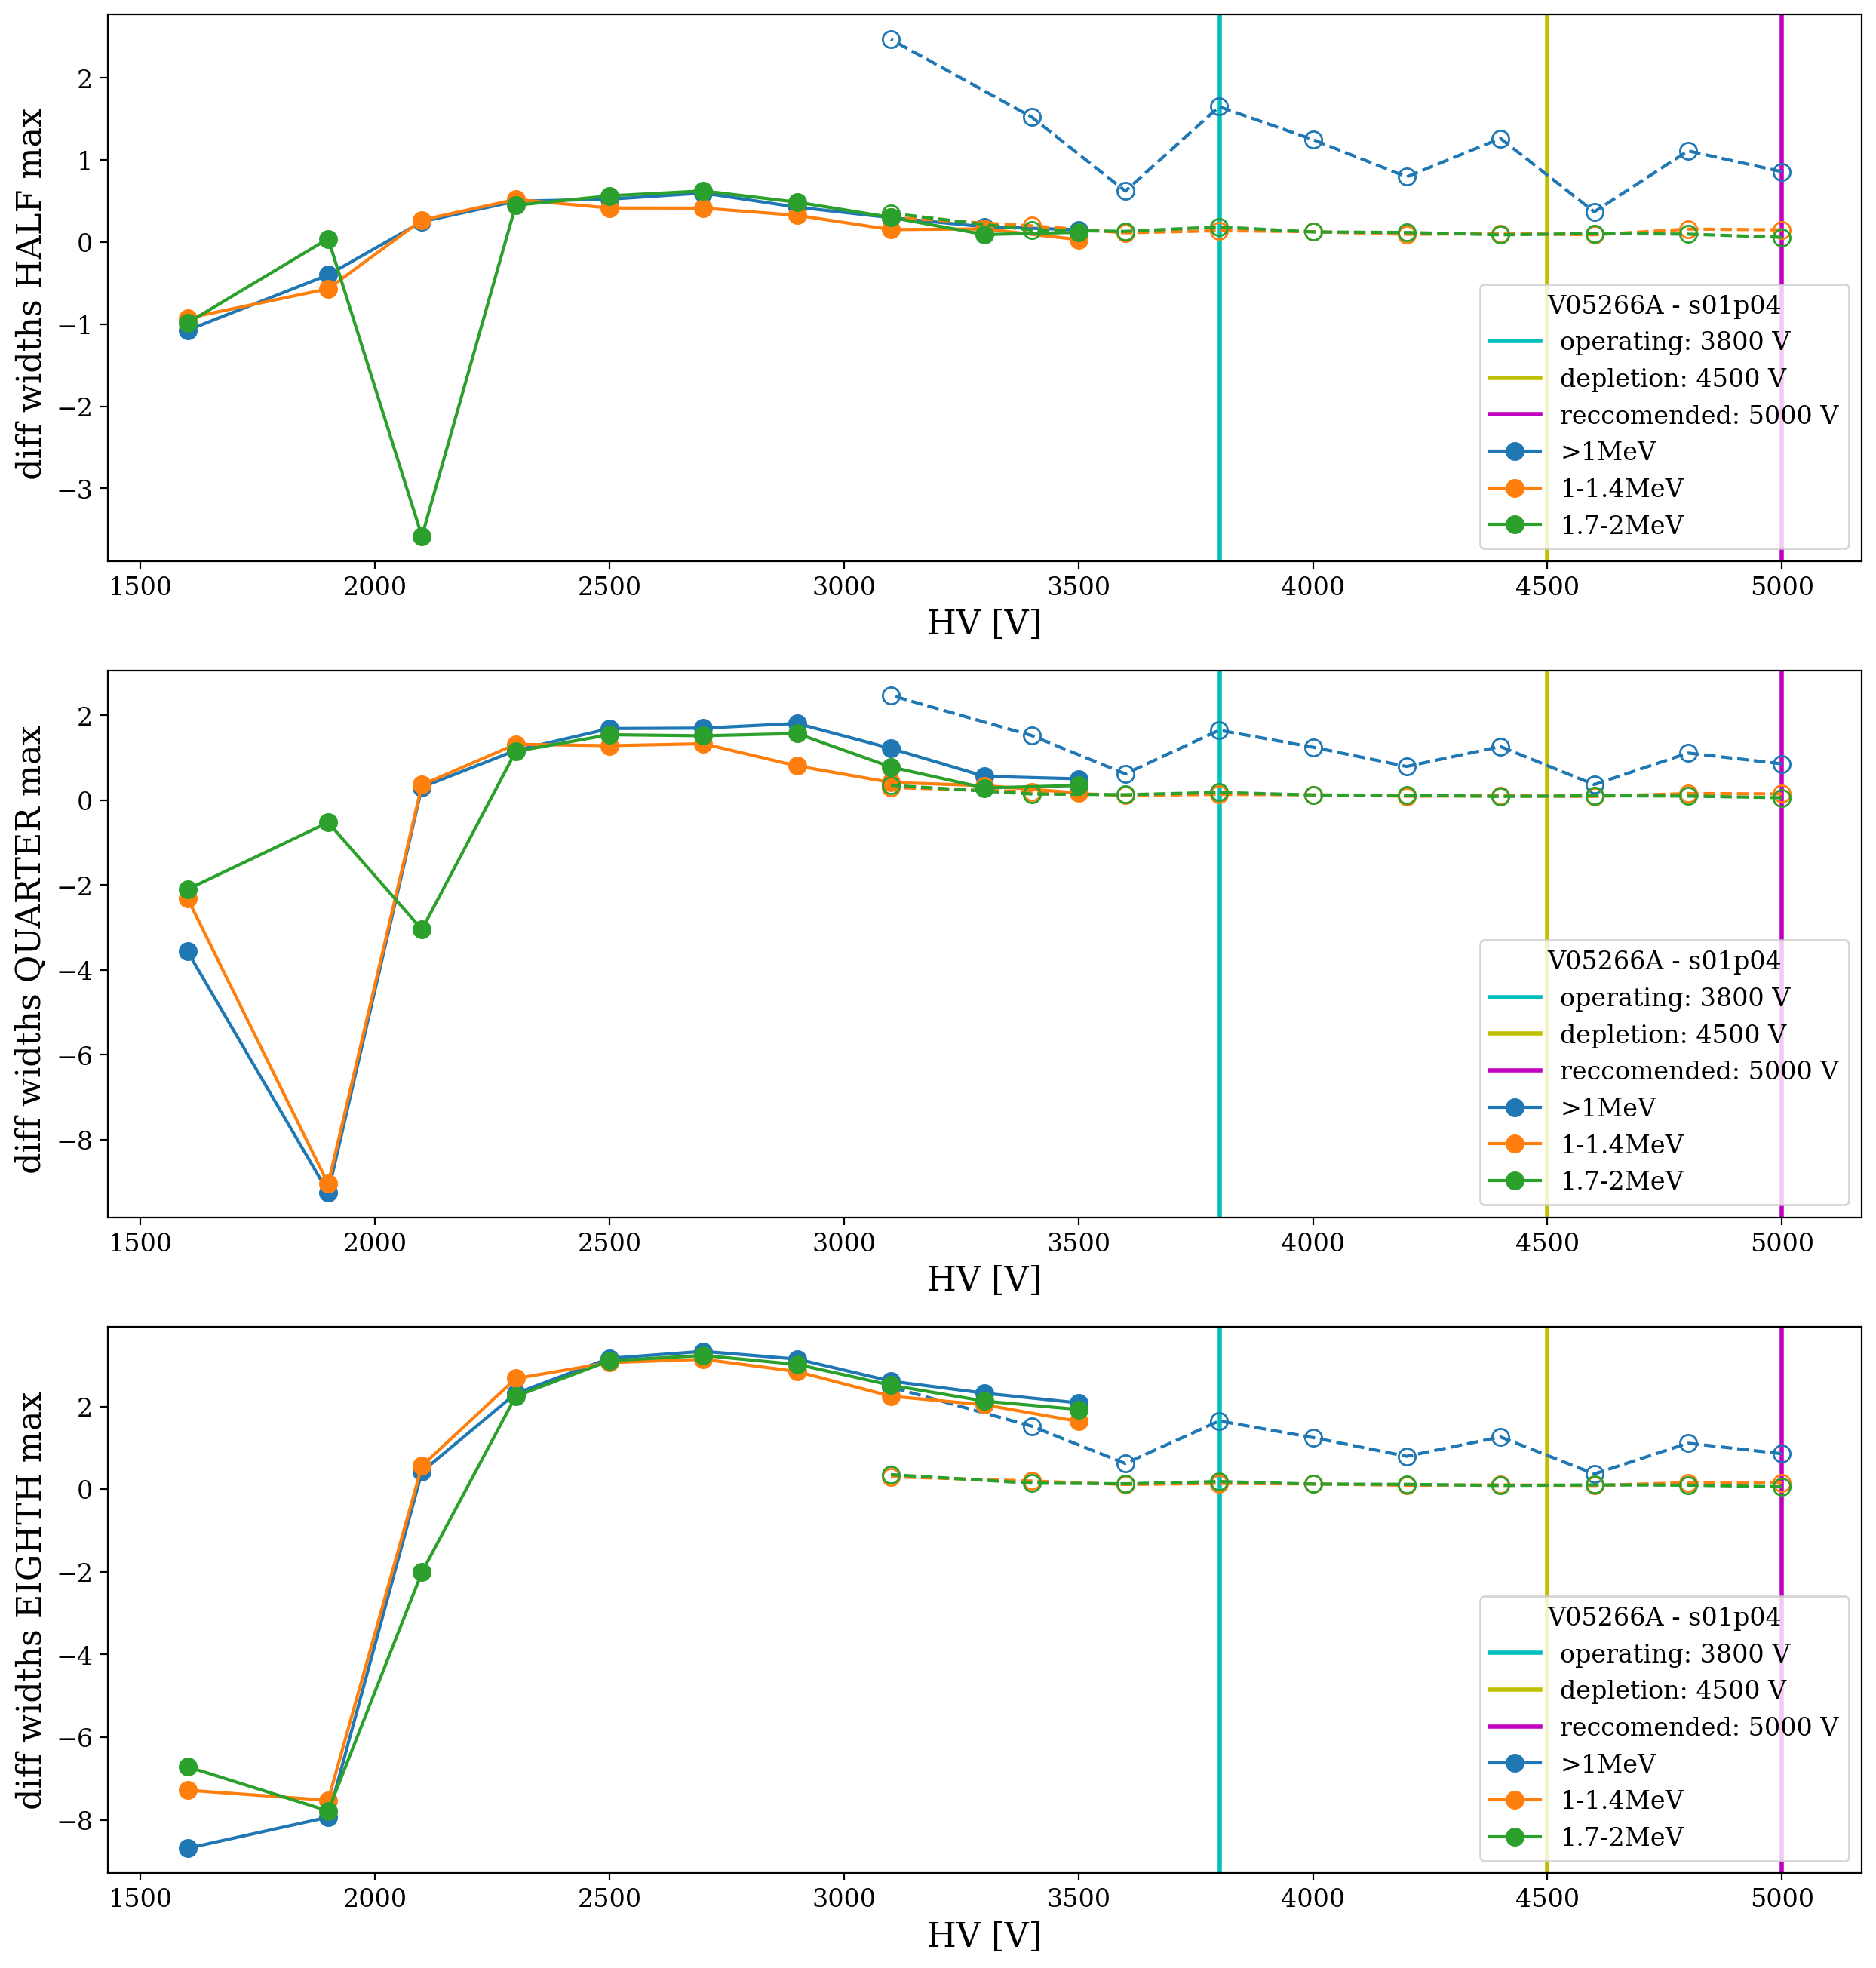 diff widths HALF max
2
1
0
−1
−2
−3
1500 2000 2500 3000 3500 4000 4500 5000
HV [V]
V05266A - s01p04
operating: 3800 V
depletion: 4500 V
reccomended: 5000 V
>1MeV
1-1.4MeV
1.7-2MeV
diff widths QUARTER max
2
0
−2
−4
−6
−8
1500 2000 2500 3000 3500 4000 4500 5000
HV [V]
V05266A - s01p04
operating: 3800 V
depletion: 4500 V
reccomended: 5000 V
>1MeV
1-1.4MeV
1.7-2MeV
diff widths EIGHTH max
2
0
−2
−4
−6
−8
1500 2000 2500 3000 3500 4000 4500 5000
HV [V]
V05266A - s01p04
operating: 3800 V
depletion: 4500 V
reccomended: 5000 V
>1MeV
1-1.4MeV
1.7-2MeV